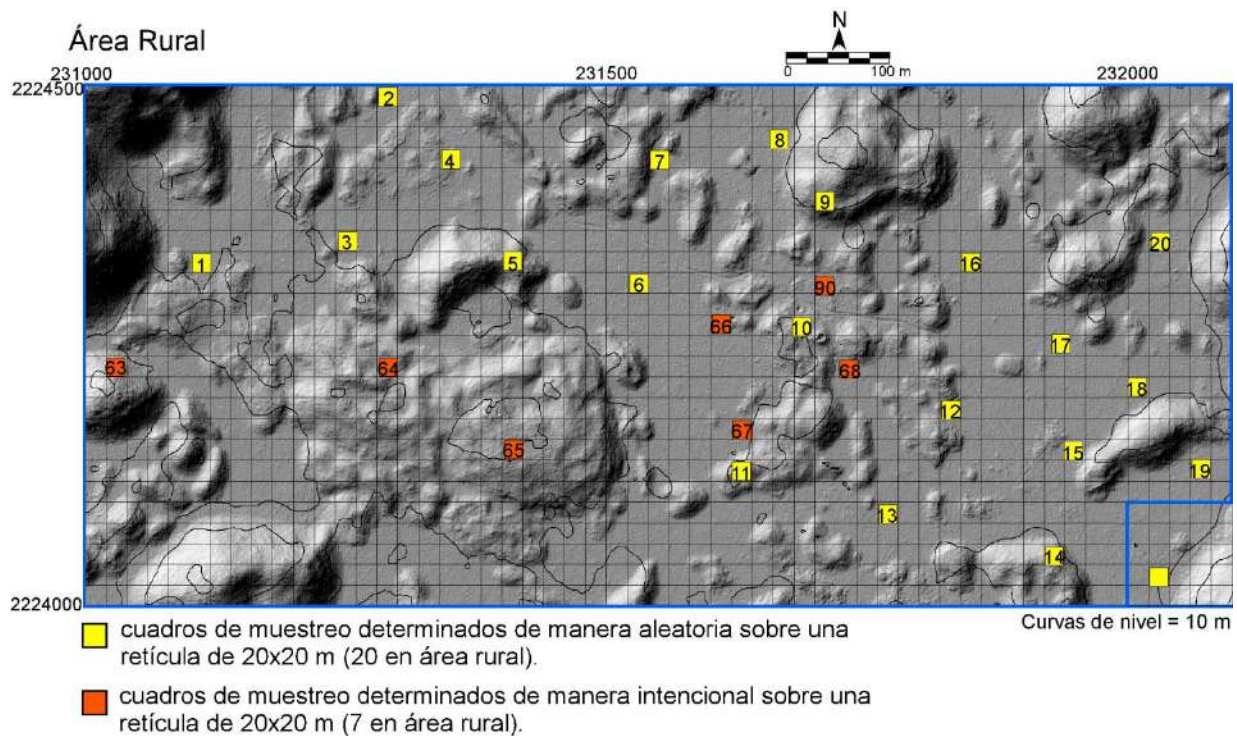 N
Área Rural
0 100 m
231000 231500 232000
2224500
2
8
4 7
9
3 20
1 5 16
6 90
66 10
17
63 64 68
18
12
67
65 15
11 19
13
14
2224000
Curvas de nivel = 10 m
cuadros de muestreo determinados de manera aleatoria sobre una
retícula de 20x20 m (20 en área rural).
cuadros de muestreo determinados de manera intencional sobre una
retícula de 20x20 m (7 en área rural).